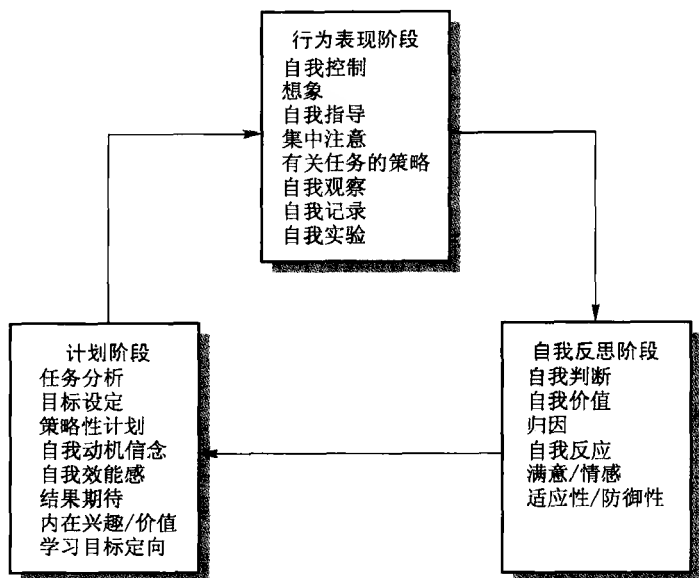 行为表现阶段
自我控制
想象
自我指导
集中注意
有关任务的策略
自我观察
自我记录
自我实验
计划阶段
任务分析
目标设定
策略性计划
自我动机信念
自我效能感
结果期待
内在兴趣/价值
学习目标定向
自我反思阶段
自我判断
自我价值
归因
自我反应
满意/情感
适应性/防御性